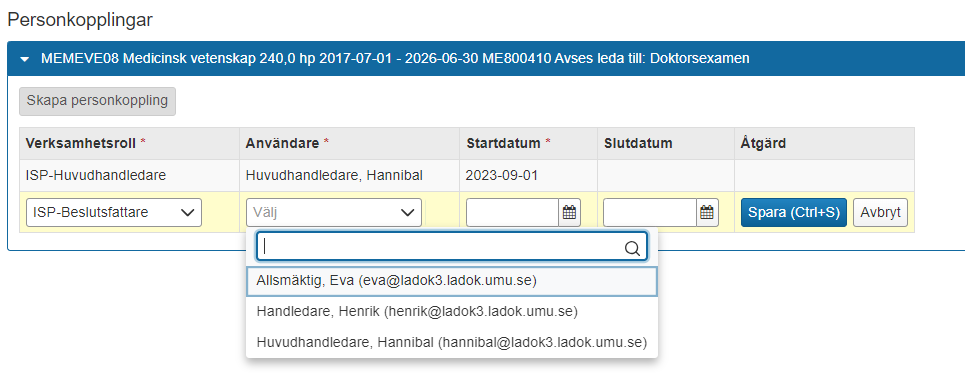 Personkopplingar
MEMEVE08 Medicinsk vetenskap 240,0 hp 2017-07-01 - 2026-06-30 ME800410 Avses leda till: Doktorsexamen
Skapa personkoppling
Verksamhetsroll * Användare * Startdatum * Slutdatum Åtgärd
ISP-Huvudhandledare Huvudhandledare, Hannibal 2023-09-01
ISP-Beslutsfattare Välj Spara (Ctrl+S) Avbryt
Allsmäktig, Eva (eva@ladok3.ladok.umu.se)
Handledare, Henrik (henrik@ladok3.ladok.umu.se)
Huvudhandledare, Hannibal (hannibal@ladok3.ladok.umu.se)